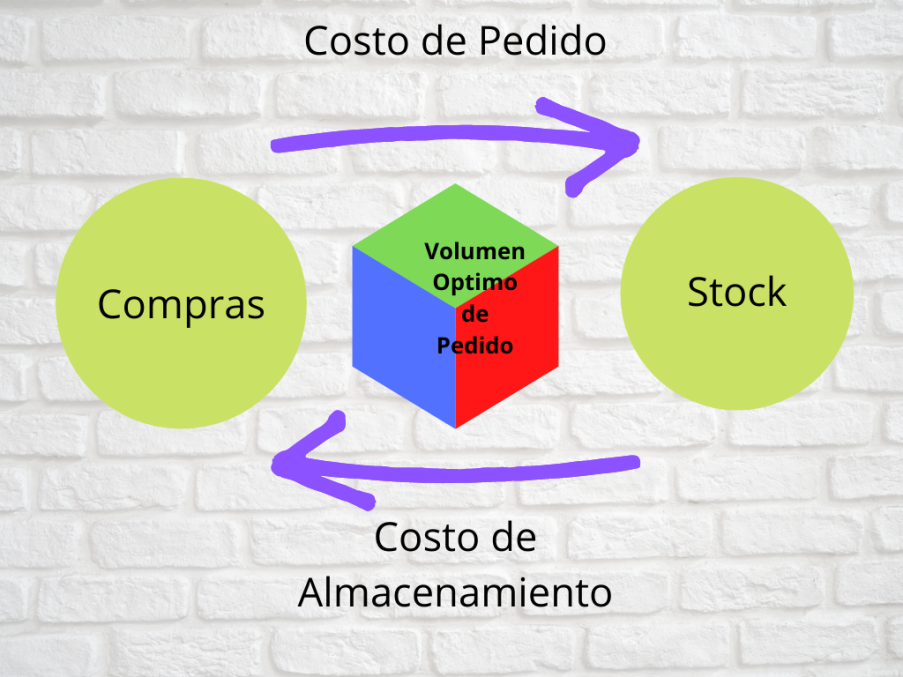 Costo de Pedido
Compras
Volumen
Optimo
de
Pedido
Stock
Costo de
Almacenamiento